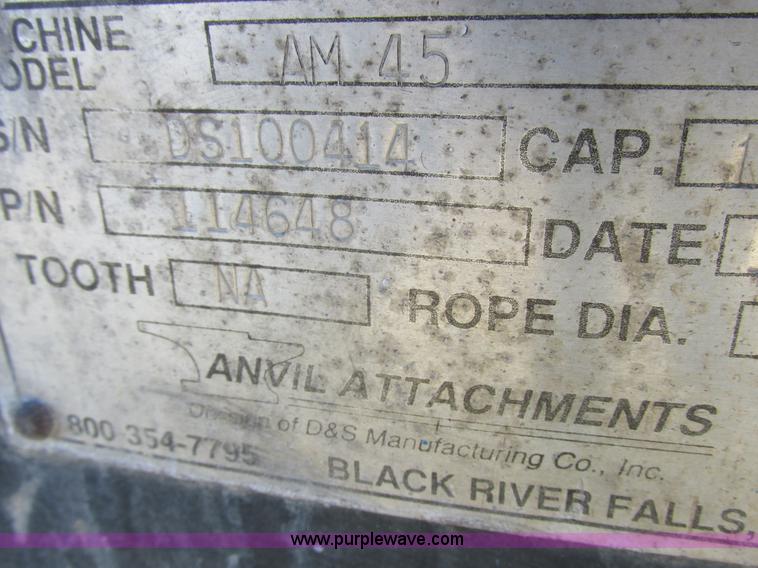 CHINE
ODEL AM 45
S/N DS100414 CAP.
P/N 114648 DATE
TOOTH NA ROPE DIA.
ANVIL ATTACHMENTS
Division of D&S Manufacturing Co., Inc.
800 354-7795
BLACK RIVER FALLS,
www.purplewave.com